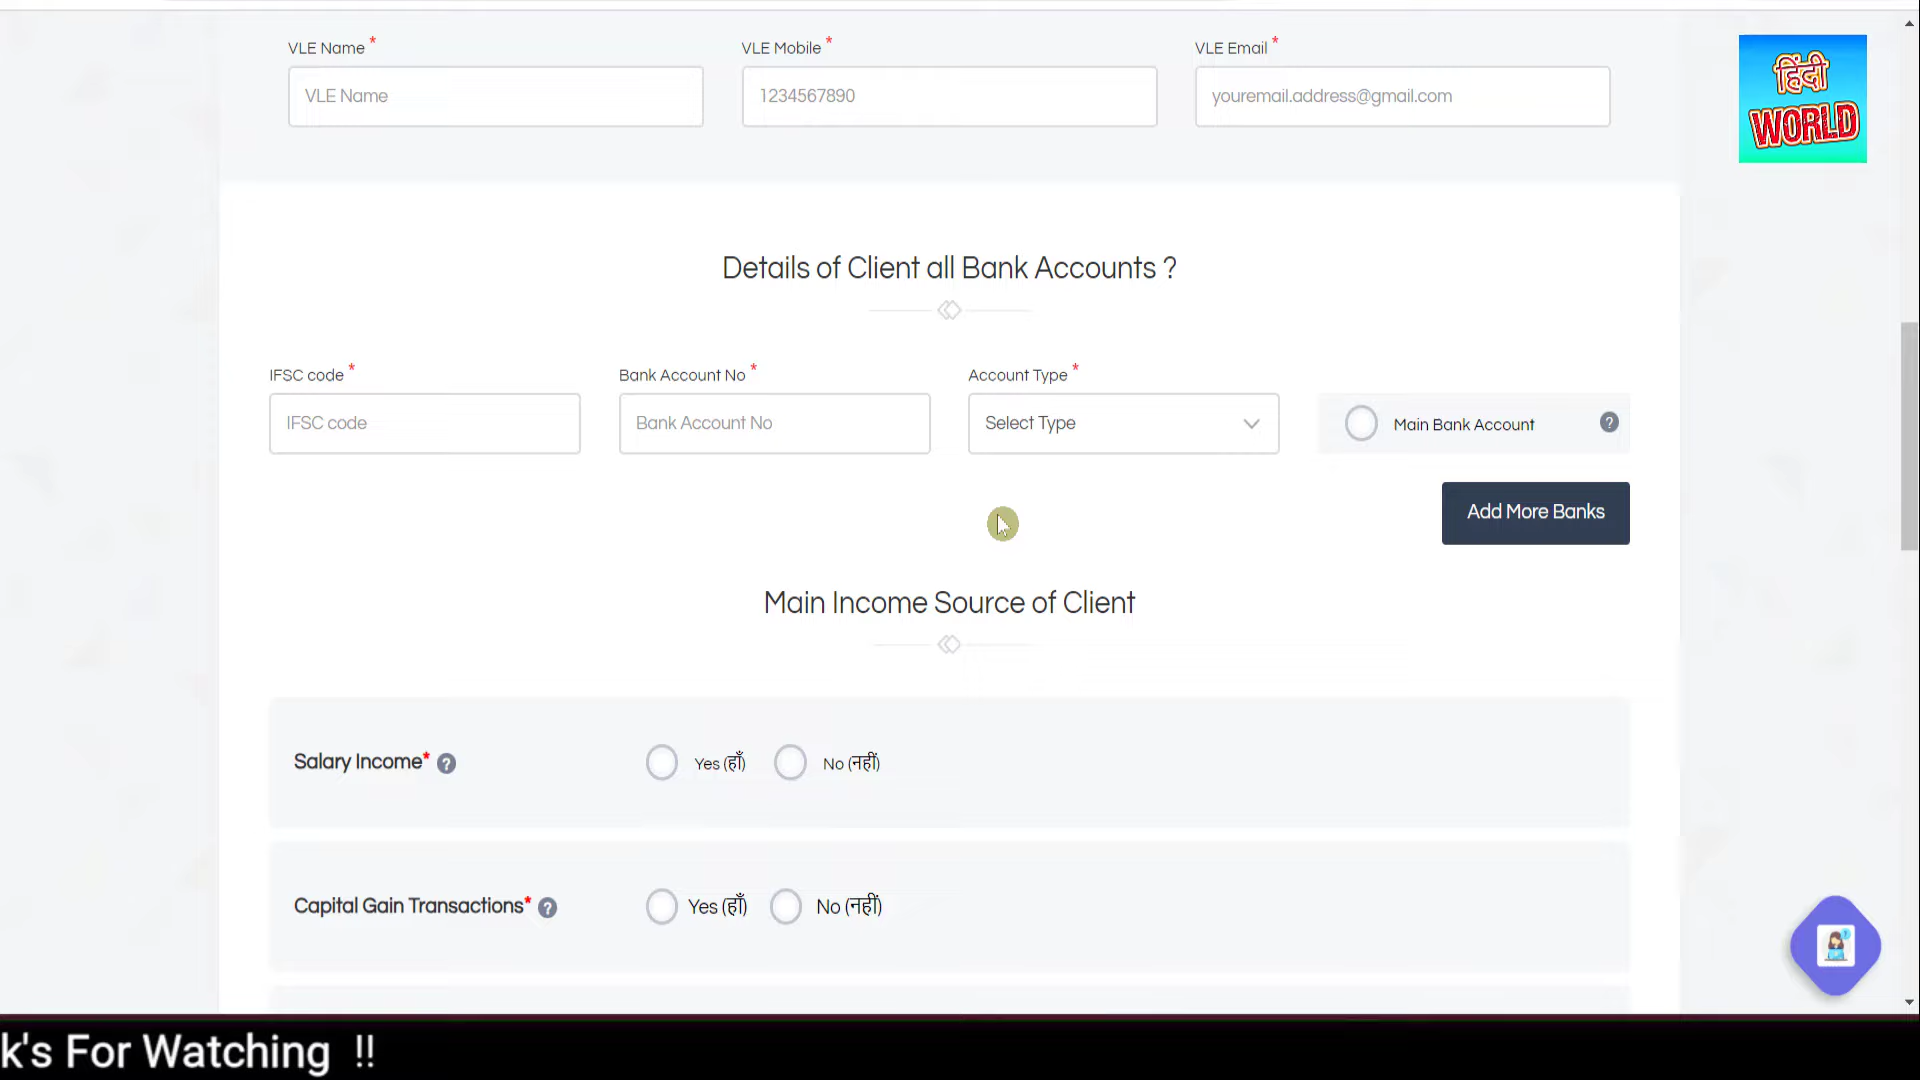 VLE Name *
VLE Mobile *
VLE Email *
VLE Name
1234567890
youremail.address@gmail.com
हिंदी
WORLD
Details of Client all Bank Accounts ?
IFSC code *
Bank Account No *
Account Type *
IFSC code
Bank Account No
Select Type
Main Bank Account
?
Add More Banks
Main Income Source of Client
Salary Income* ?
Yes (हाँ)
No (नहीं)
Capital Gain Transactions* ?
Yes (हाँ)
No (नहीं)
k's For Watching !!